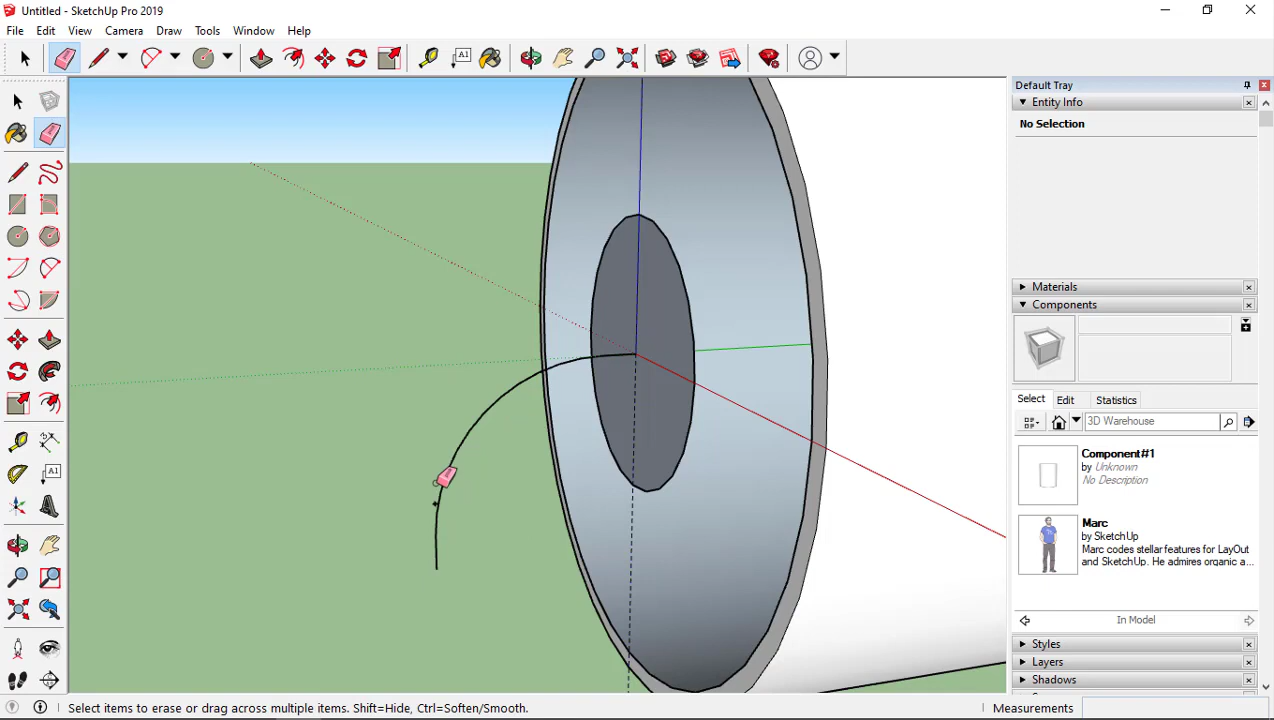 Untitled - SketchUp Pro 2019
File Edit View Camera Draw Tools Window Help
A1
Default Tray
Entity Info
No Selection
Materials
Components
Select Edit Statistics
3D Warehouse
Component#1
by Unknown
No Description
Marc
by SketchUp
Marc codes stellar features for LayOut
and SketchUp. He admires organic a...
In Model
Styles
Layers
Shadows
A1
Select items to erase or drag across multiple items. Shift=Hide, Ctrl=Soften/Smooth.
Measurements